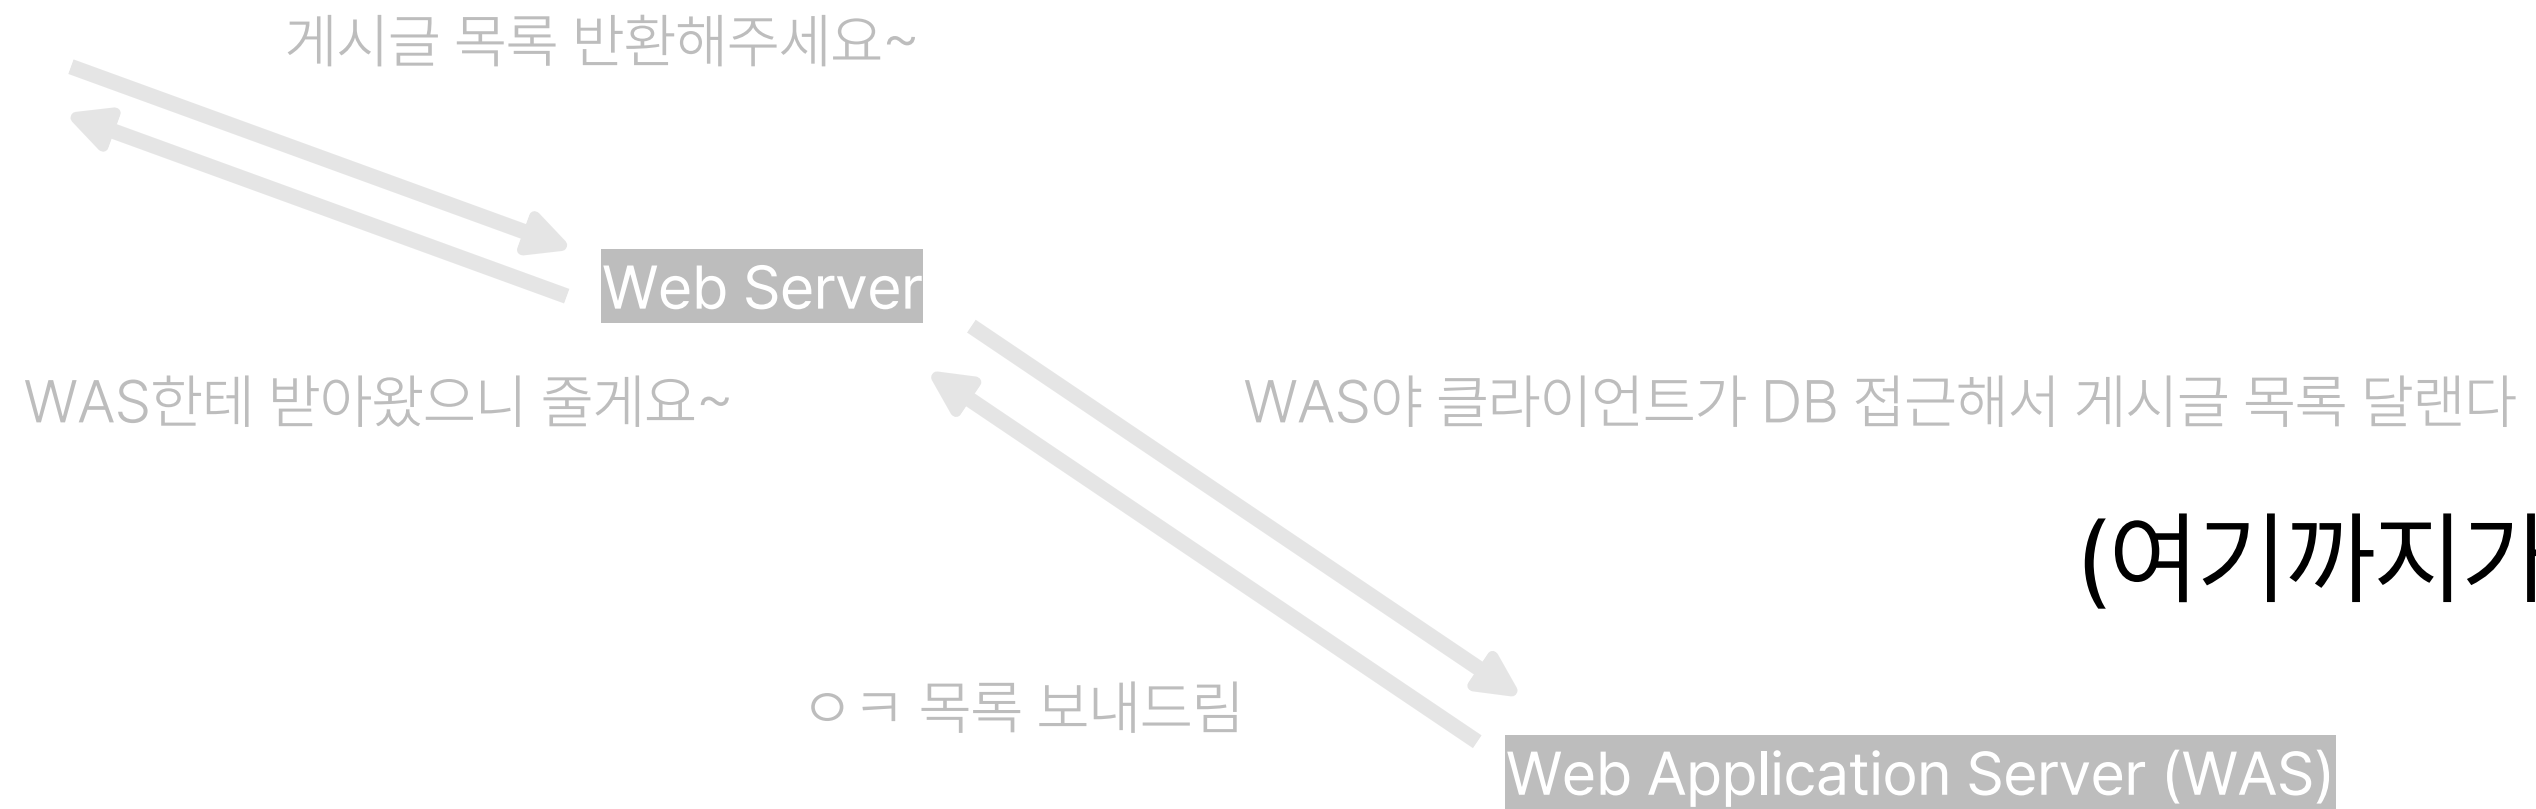 게시글 목록 반환해주세요~
Web Server
WAS한테 받아왔으니 줄게요~
WAS야 클라이언트가 DB 접근해서 게시글 목록 달랜다
(여기까지가
ㅇㅋ 목록 보내드림
Web Application Server (WAS)